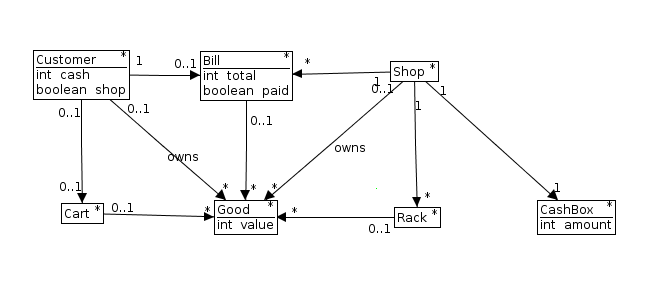 Customer *
int cash
boolean shop
1
0..1
Bill *
int total
boolean paid
*
Shop *
1
0..1
1
1
0..1
0..1
0..1
owns
owns
0..1
*
*
*
*
1
Cart *
0..1
*
Good *
int value
*
0..1
Rack *
CashBox *
int amount